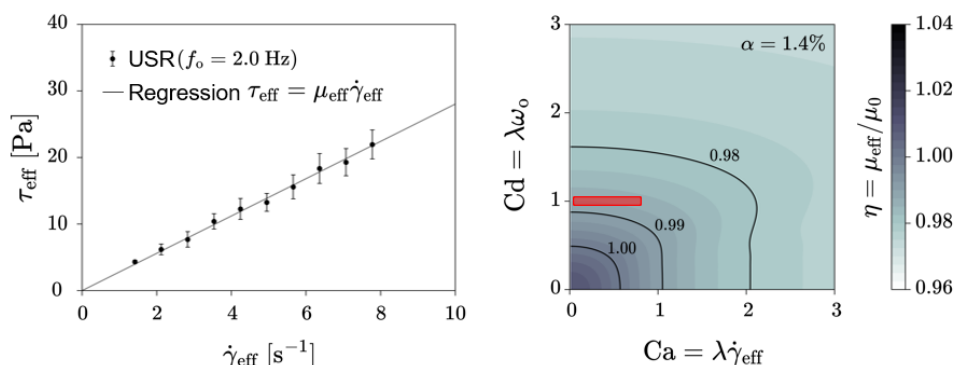 40
30
20
10
0
τ_eff [Pa]
USR (f_o = 2.0 Hz)
Regression τ_eff = μ_eff γ̇_eff
0 2 4 6 8 10
γ̇_eff [s⁻¹]
3
2
1
0
Cd = λω_o
α = 1.4%
0.98
0.99
1.00
0 1 2 3
Ca = λγ̇_eff
η = μ_eff/μ_0
1.04
1.02
1.00
0.98
0.96